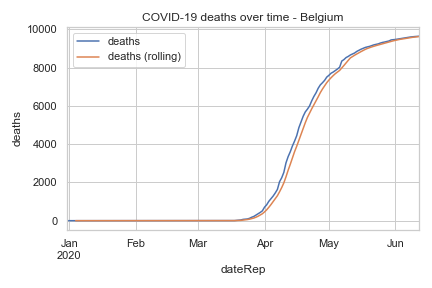 COVID-19 deaths over time - Belgium
deaths
deaths (rolling)
10000
8000
6000
4000
2000
0
deaths
Jan Feb Mar Apr May Jun
2020
dateRep